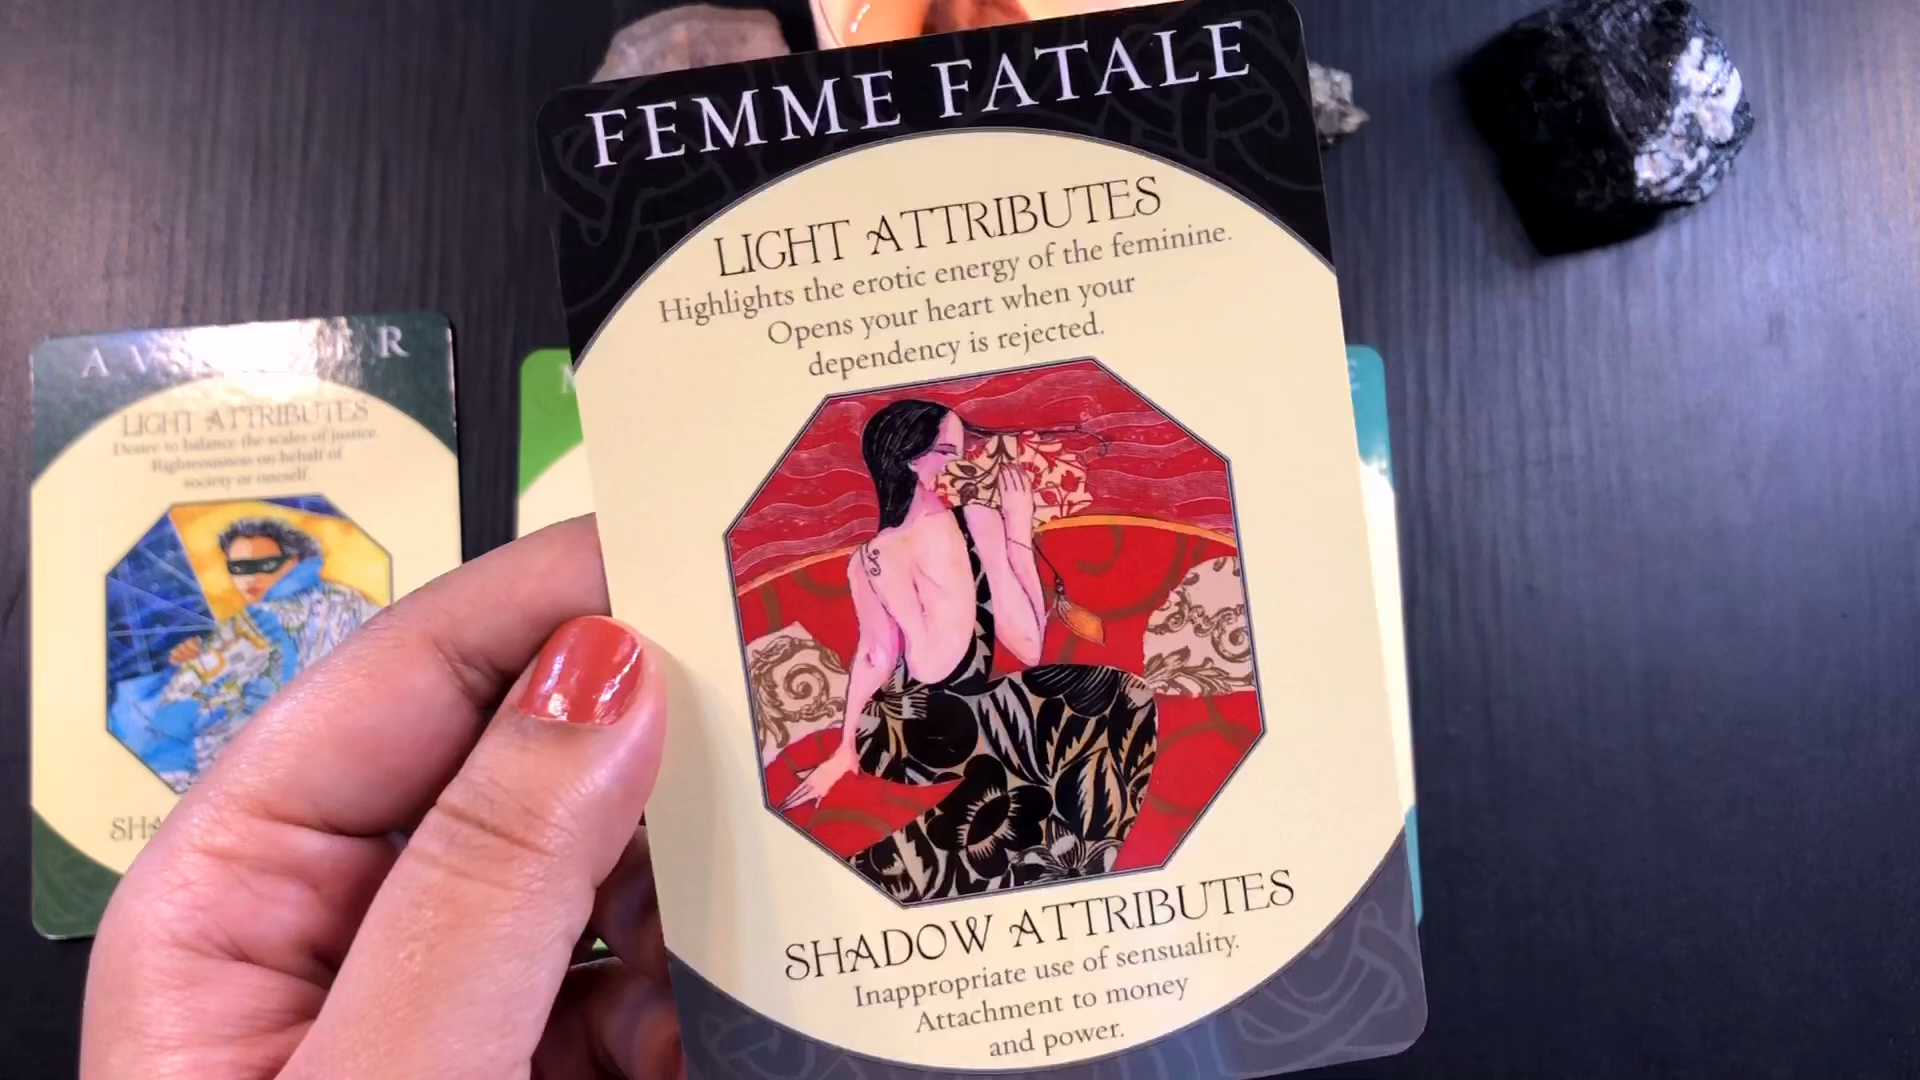 FEMME FATALE
LIGHT ATTRIBUTES
Highlights the erotic energy of the feminine.
Opens your heart when your
dependency is rejected.
SHADOW ATTRIBUTES
Inappropriate use of sensuality.
Attachment to money
and power.
LIGHT ATTRIBUTES
Desire to balance the scales of justice.
Righteousness on behalf of
society or oneself.